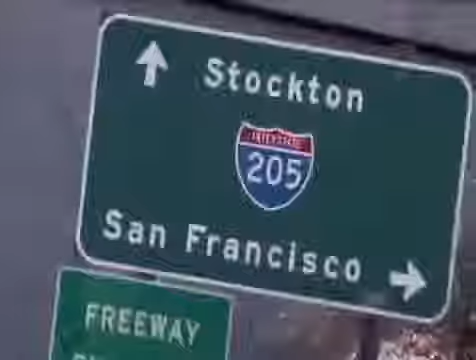 Stockton
INTERSTATE
205
San Francisco
FREEWAY